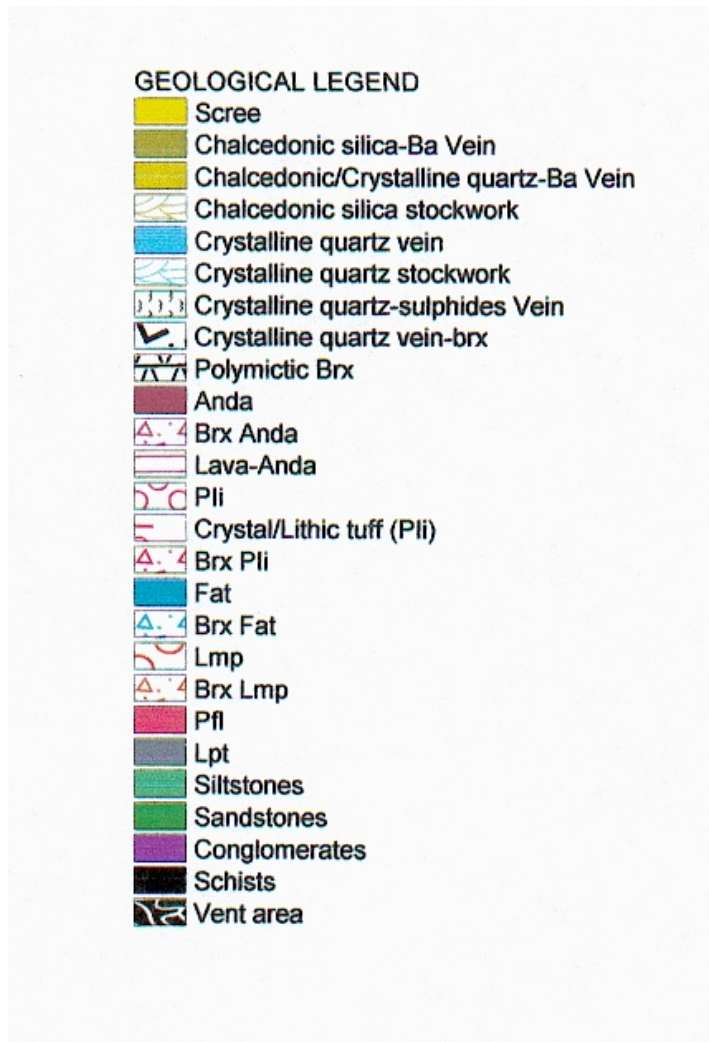 GEOLOGICAL LEGEND
Scree
Chalcedonic silica-Ba Vein
Chalcedonic/Crystalline quartz-Ba Vein
Chalcedonic silica stockwork
Crystalline quartz vein
Crystalline quartz stockwork
Crystalline quartz-sulphides Vein
Crystalline quartz vein-brx
Polymictic Brx
Anda
Brx Anda
Lava-Anda
Pli
Crystal/Lithic tuff (Pli)
Brx Pli
Fat
Brx Fat
Lmp
Brx Lmp
Pfl
Lpt
Siltstones
Sandstones
Conglomerates
Schists
Vent area